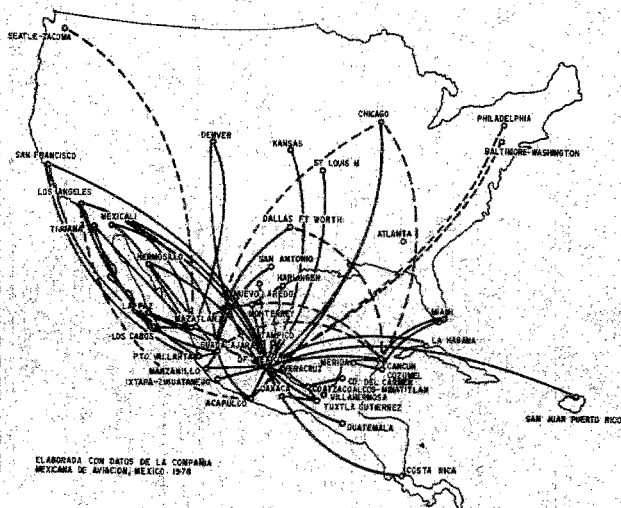 SEATLE-TACOMA
CHICAGO
PHILADELPHIA
DENVER
KANSAS
BALTIMORE-WASHINGTON
SAN FRANCISCO
ST LOUIS M
LOS ANGELES
TIJUANA
MEXICALI
DALLAS FT WORTH
ATLANTA
HERMOSILLO
SAN ANTONIO
HARLINGEN
NUEVO LAREDO
LA PAZ
MAZATLAN
MONTERREY
MIAMI
LOS CABOS
GUADALAJARA
TAMPICO
LA HABANA
PTO. VALLARTA
MERIDA
CANCUN
COZUMEL
MANZANILLO
VERACRUZ
CD. DEL CARMEN
IXTAPA-ZIHUATANEJO
OAXACA
COATZACOALCOS-MINATITLAN
VILLAHERMOSA
ACAPULCO
TUXTLA GUTIERREZ
SAN JUAN PUERTO RICO
GUATEMALA
COSTA RICA
ELABORADA CON DATOS DE LA COMPAÑIA
MEXICANA DE AVIACION, MEXICO. 1978